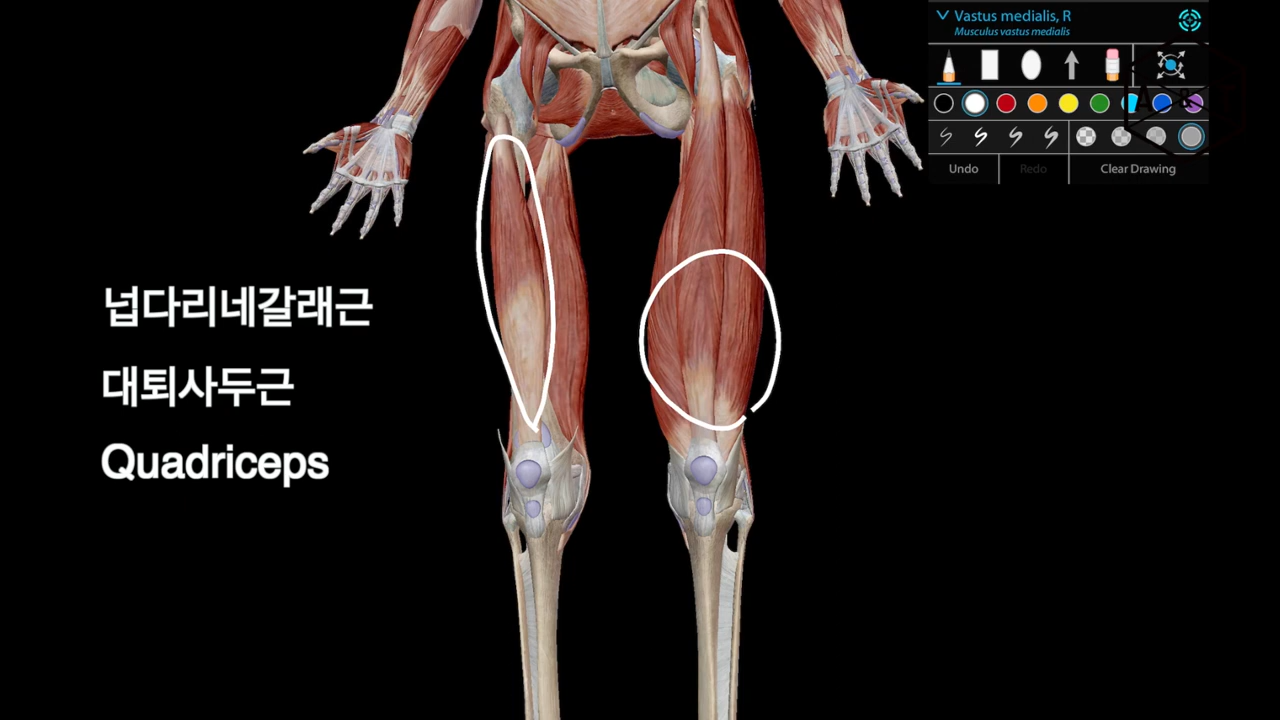 Vastus medialis, R
Musculus vastus medialis
Undo
Redo
Clear Drawing
넙다리네갈래근
대퇴사두근
Quadriceps